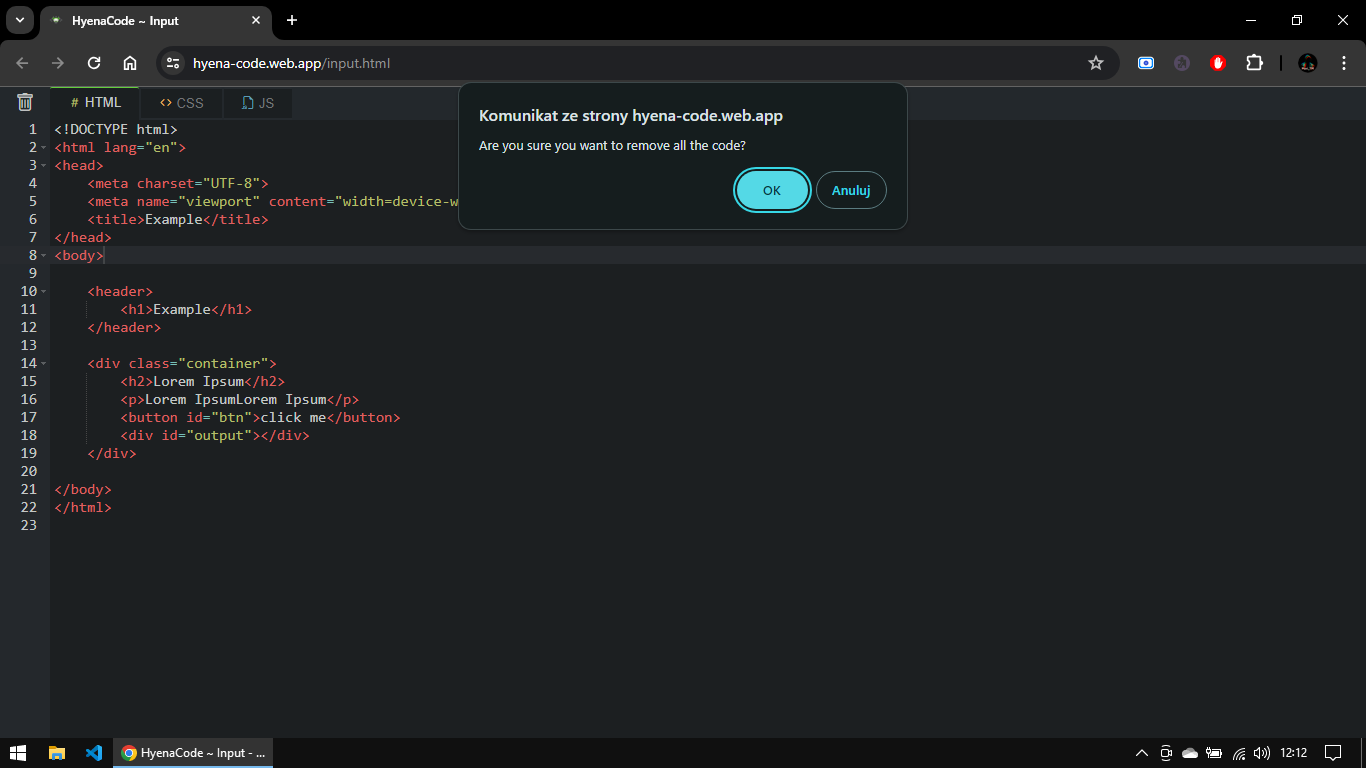 HyenaCode ~ Input
hyena-code.web.app/input.html
# HTML <> CSS JS
Komunikat ze strony hyena-code.web.app
Are you sure you want to remove all the code?
OK Anuluj
1 <!DOCTYPE html>
2 <html lang="en">
3 <head>
4     <meta charset="UTF-8">
5     <meta name="viewport" content="width=device-w
6     <title>Example</title>
7 </head>
8 <body>
9
10     <header>
11         <h1>Example</h1>
12     </header>
13
14     <div class="container">
15         <h2>Lorem Ipsum</h2>
16         <p>Lorem IpsumLorem Ipsum</p>
17         <button id="btn">click me</button>
18         <div id="output"></div>
19     </div>
20
21 </body>
22 </html>
23
HyenaCode ~ Input - ...
12:12